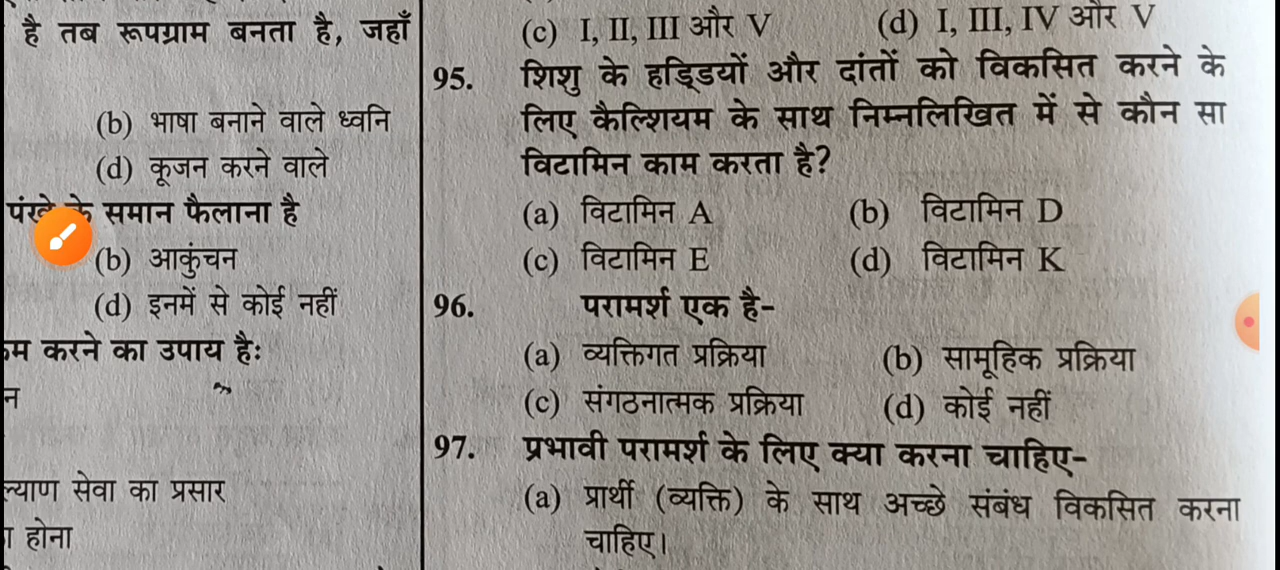 है तब रूपग्राम बनता है, जहाँ
(b) भाषा बनाने वाले ध्वनि
(d) कूजन करने वाले
पंखे के समान फैलाना है
(b) आकुंचन
(d) इनमें से कोई नहीं
करने का उपाय हैः
न
सेवा का प्रसार
होना
(c) I, II, III और V
(d) I, III, IV और V
95. शिशु के हड्डियों और दांतों को विकसित करने के
लिए कैल्शियम के साथ निम्नलिखित में से कौन सा
विटामिन काम करता है?
(a) विटामिन A (b) विटामिन D
(c) विटामिन E (d) विटामिन K
96. परामर्श एक है-
(a) व्यक्तिगत प्रक्रिया (b) सामूहिक प्रक्रिया
(c) संगठनात्मक प्रक्रिया (d) कोई नहीं
97. प्रभावी परामर्श के लिए क्या करना चाहिए-
(a) प्रार्थी (व्यक्ति) के साथ अच्छे संबंध विकसित करना
चाहिए।